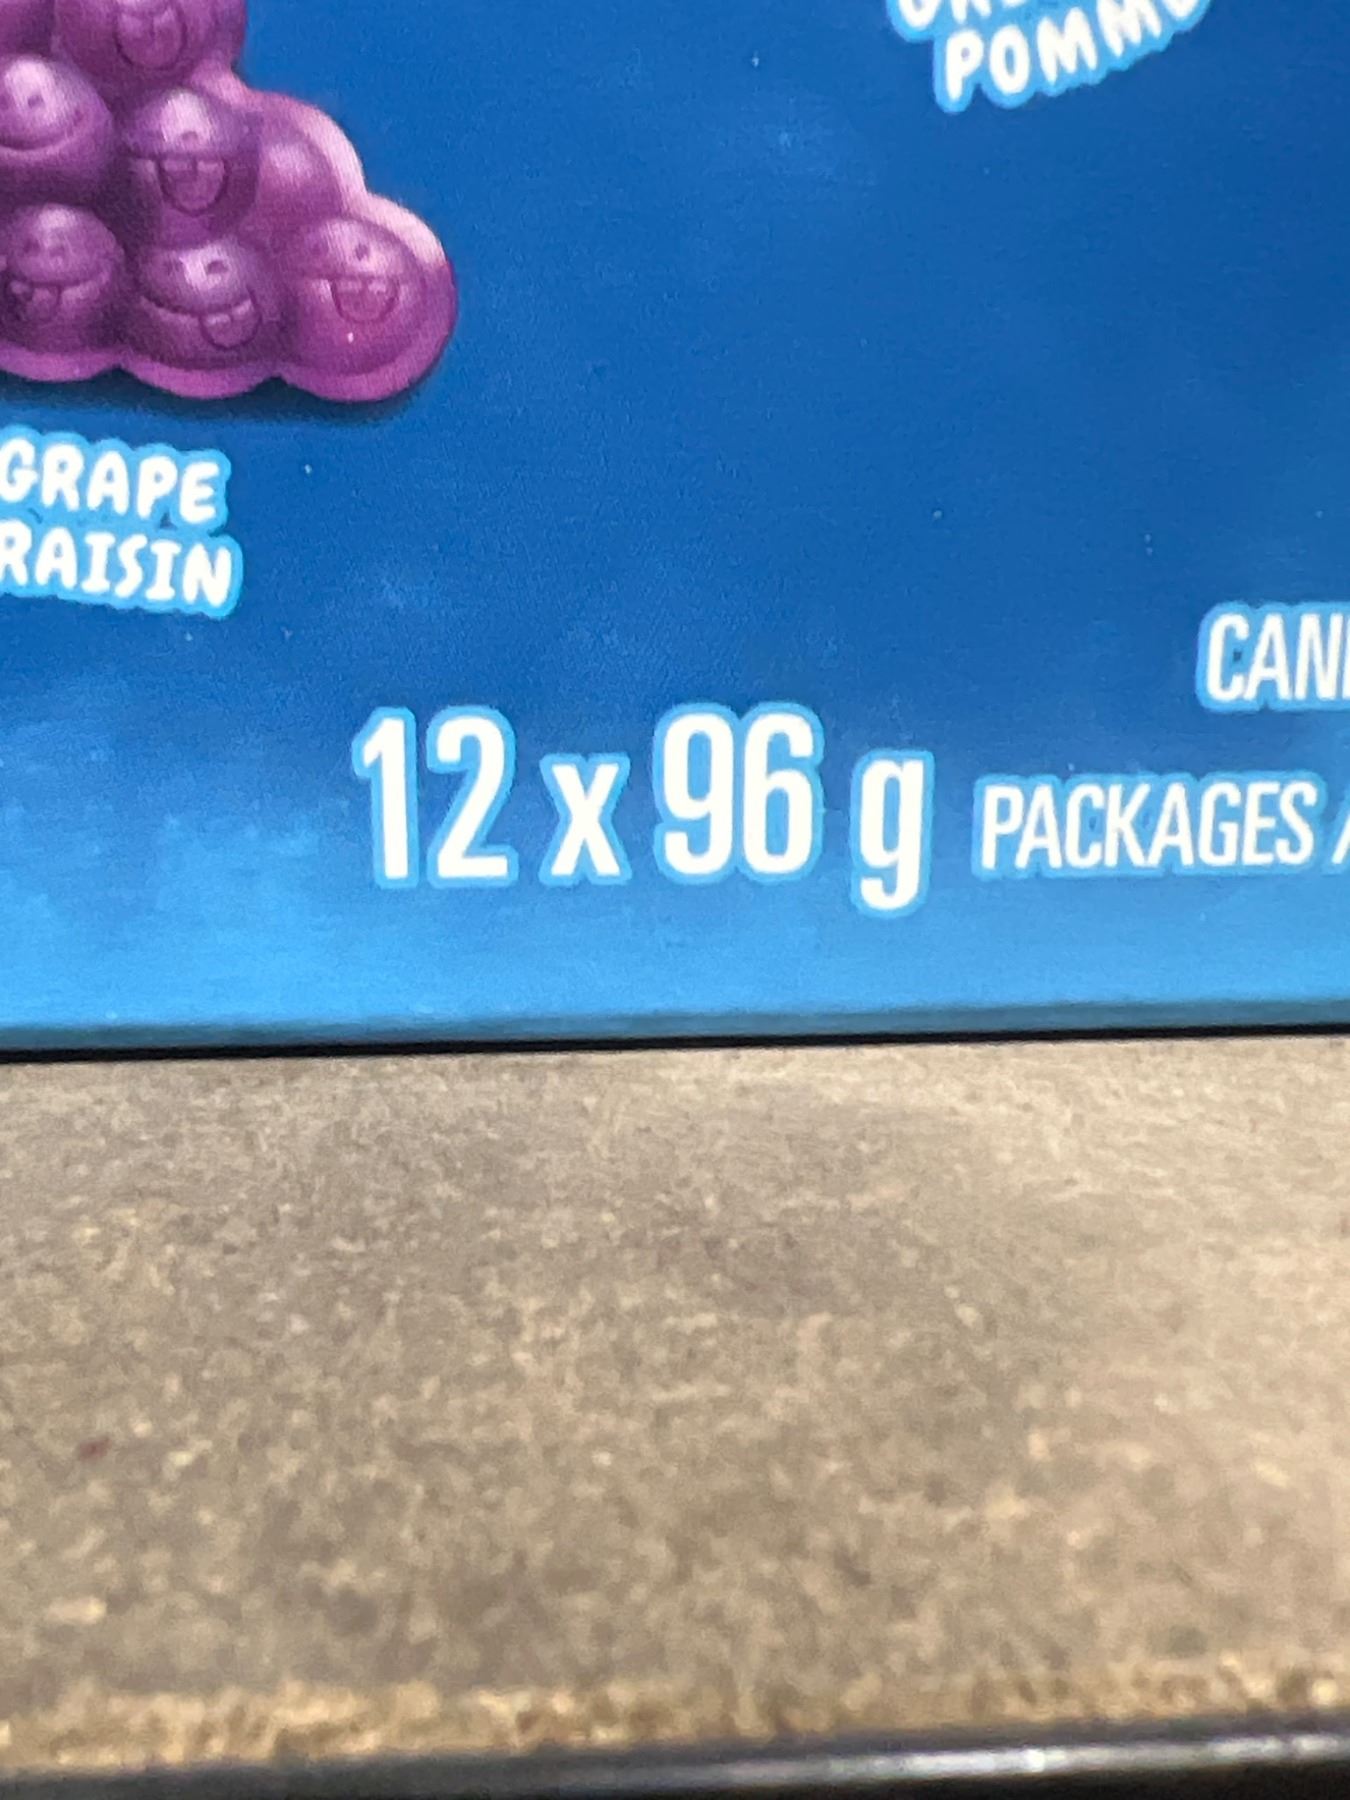 POMME
GRAPE
RAISIN
12 x 96 g PACKAGES /